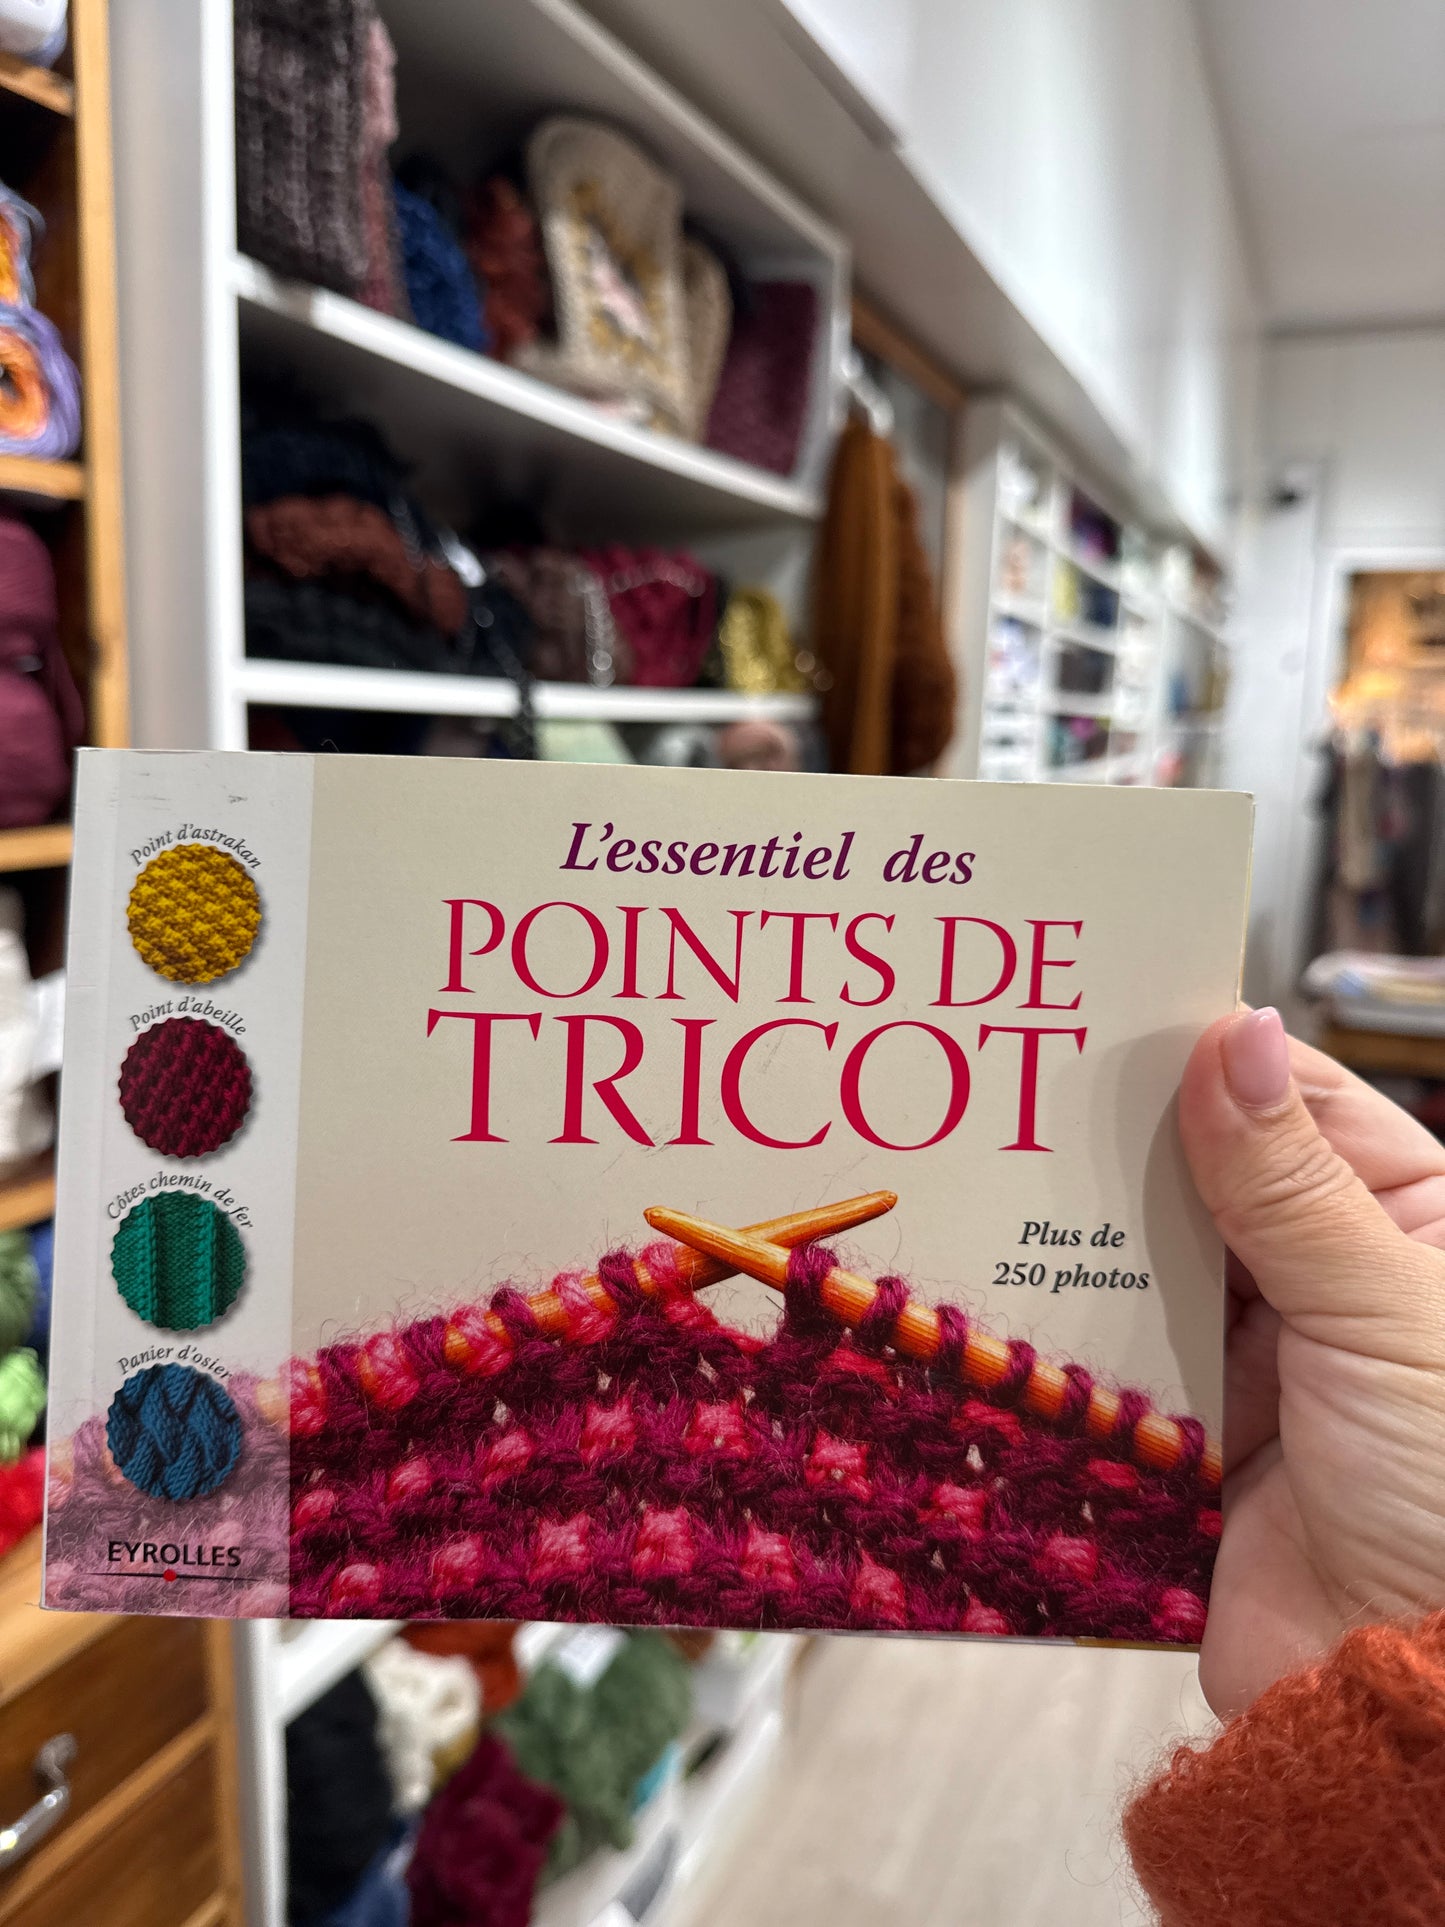 L'essentiel des
POINTS DE
TRICOT
Plus de
250 photos
Point d'astrakan
Point d'abeille
Côtes chemin de fer
Panier d'osier
EYROLLES